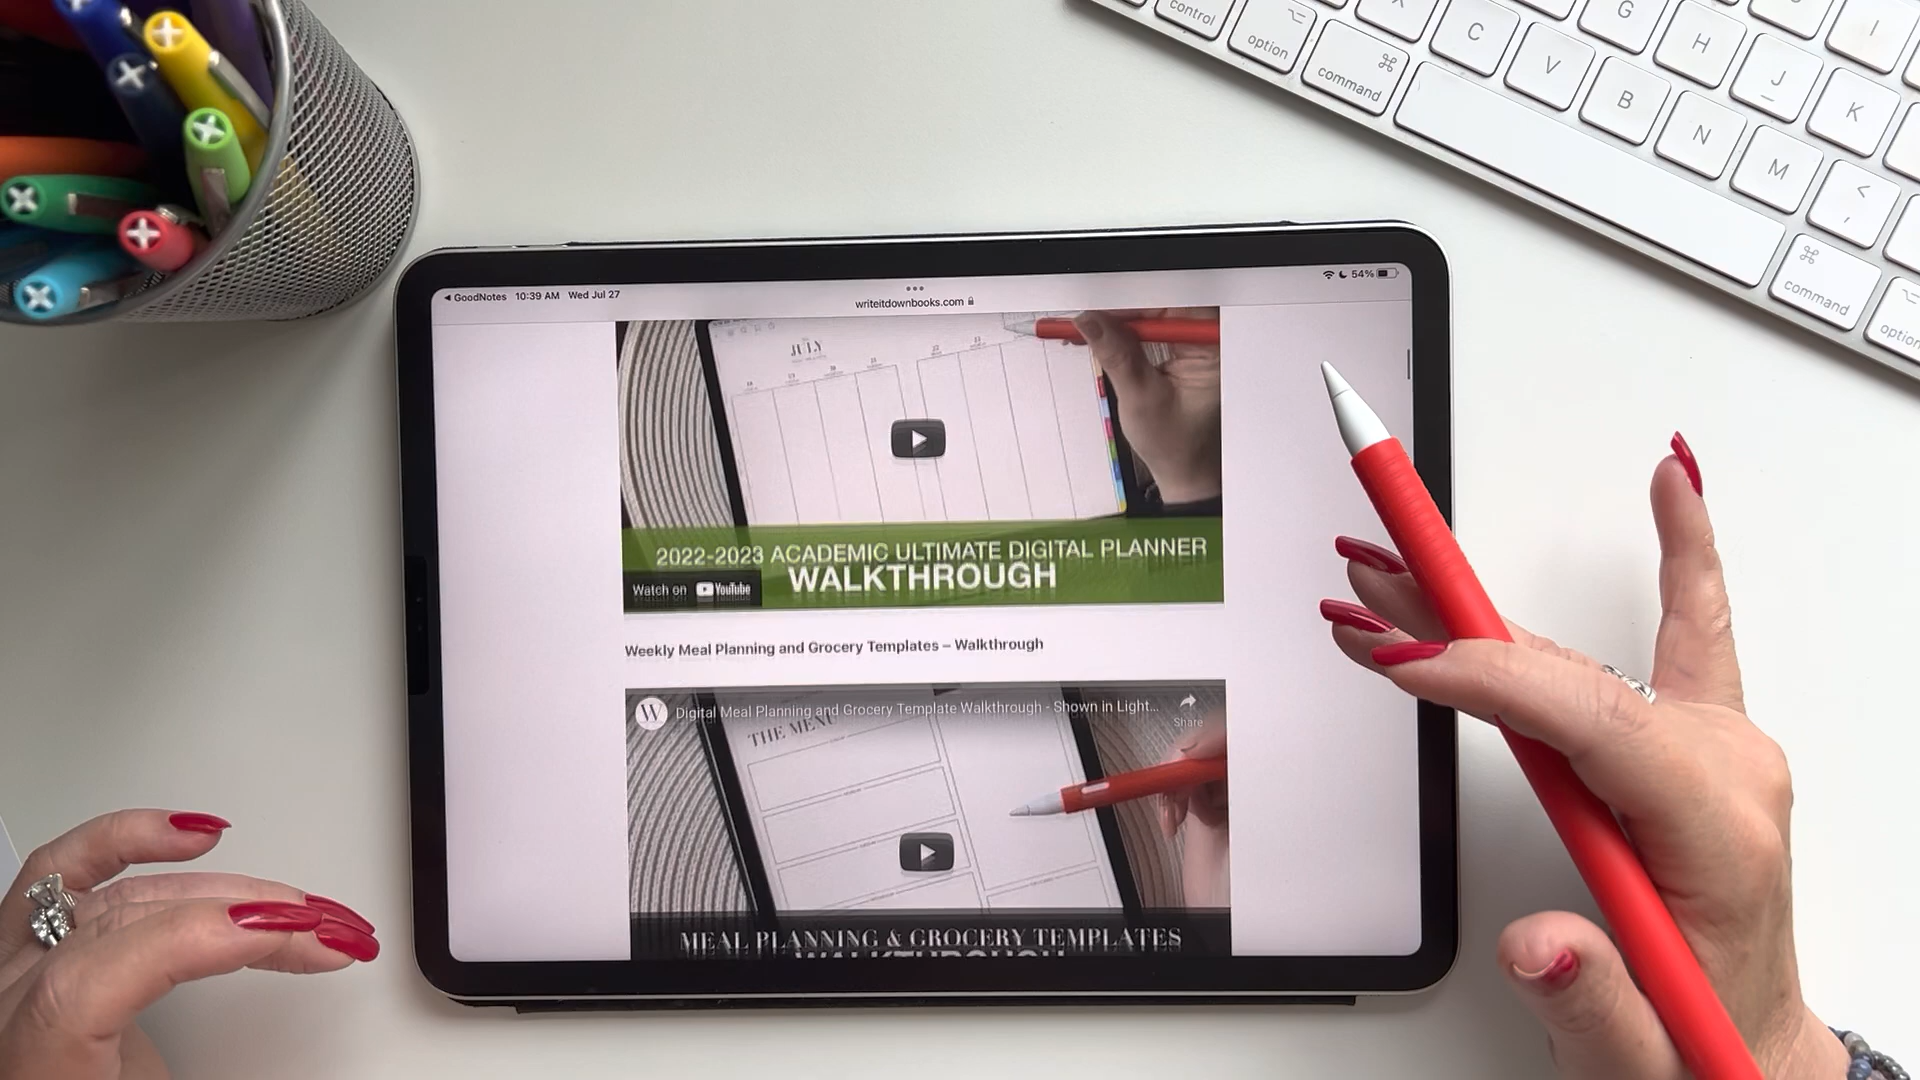 control
option
command
C
V
B
G
H
N
J
M
K
I
<
,
command
option
GoodNotes 10:39 AM Wed Jul 27
54%
writeitdownbooks.com
JULY
2022-2023 ACADEMIC ULTIMATE DIGITAL PLANNER
WALKTHROUGH
Watch on YouTube
Weekly Meal Planning and Grocery Templates – Walkthrough
W
Digital Meal Planning and Grocery Template Walkthrough - Shown in Light...
Share
THE MENU
MEAL PLANNING & GROCERY TEMPLATES
WALKTHROUGH